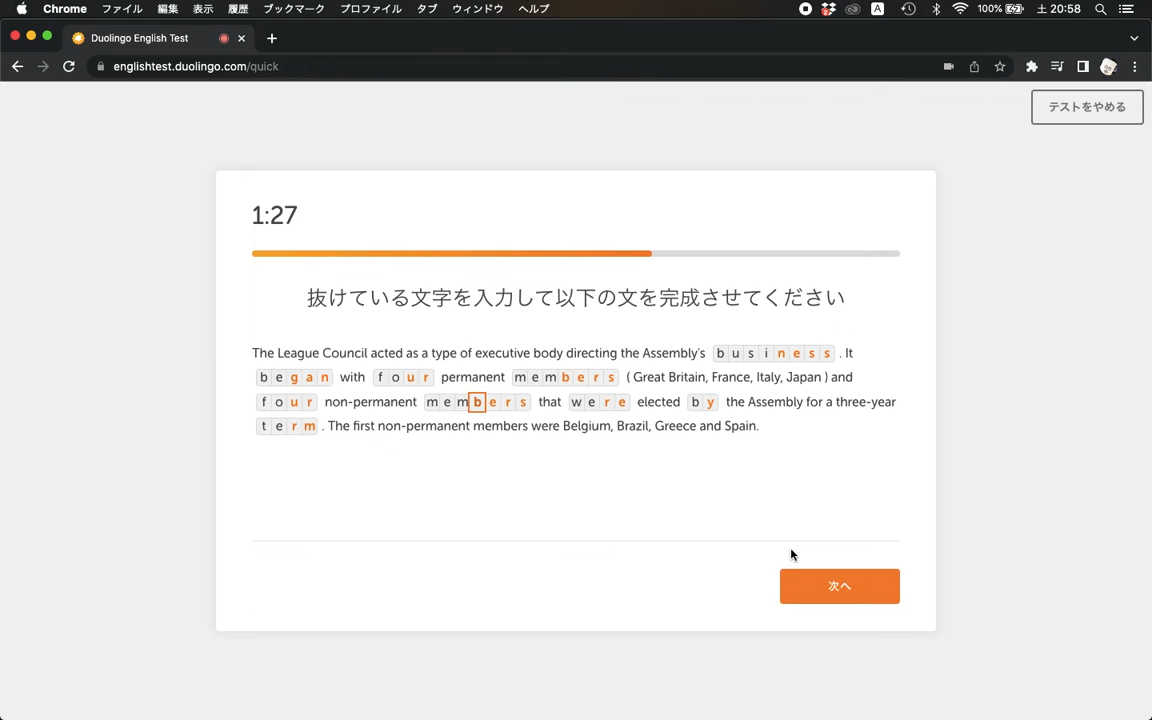 Chrome ファイル 編集 表示 履歴 ブックマーク プロファイル タブ ウィンドウ ヘルプ A 100% 土 20:58
Duolingo English Test
englishtest.duolingo.com/quick
テストをやめる
1:27
抜けている文字を入力して以下の文を完成させてください
The League Council acted as a type of executive body directing the Assembly's business. It
began with four permanent members (Great Britain, France, Italy, Japan) and
four non-permanent members that were elected by the Assembly for a three-year
term. The first non-permanent members were Belgium, Brazil, Greece and Spain.
次へ